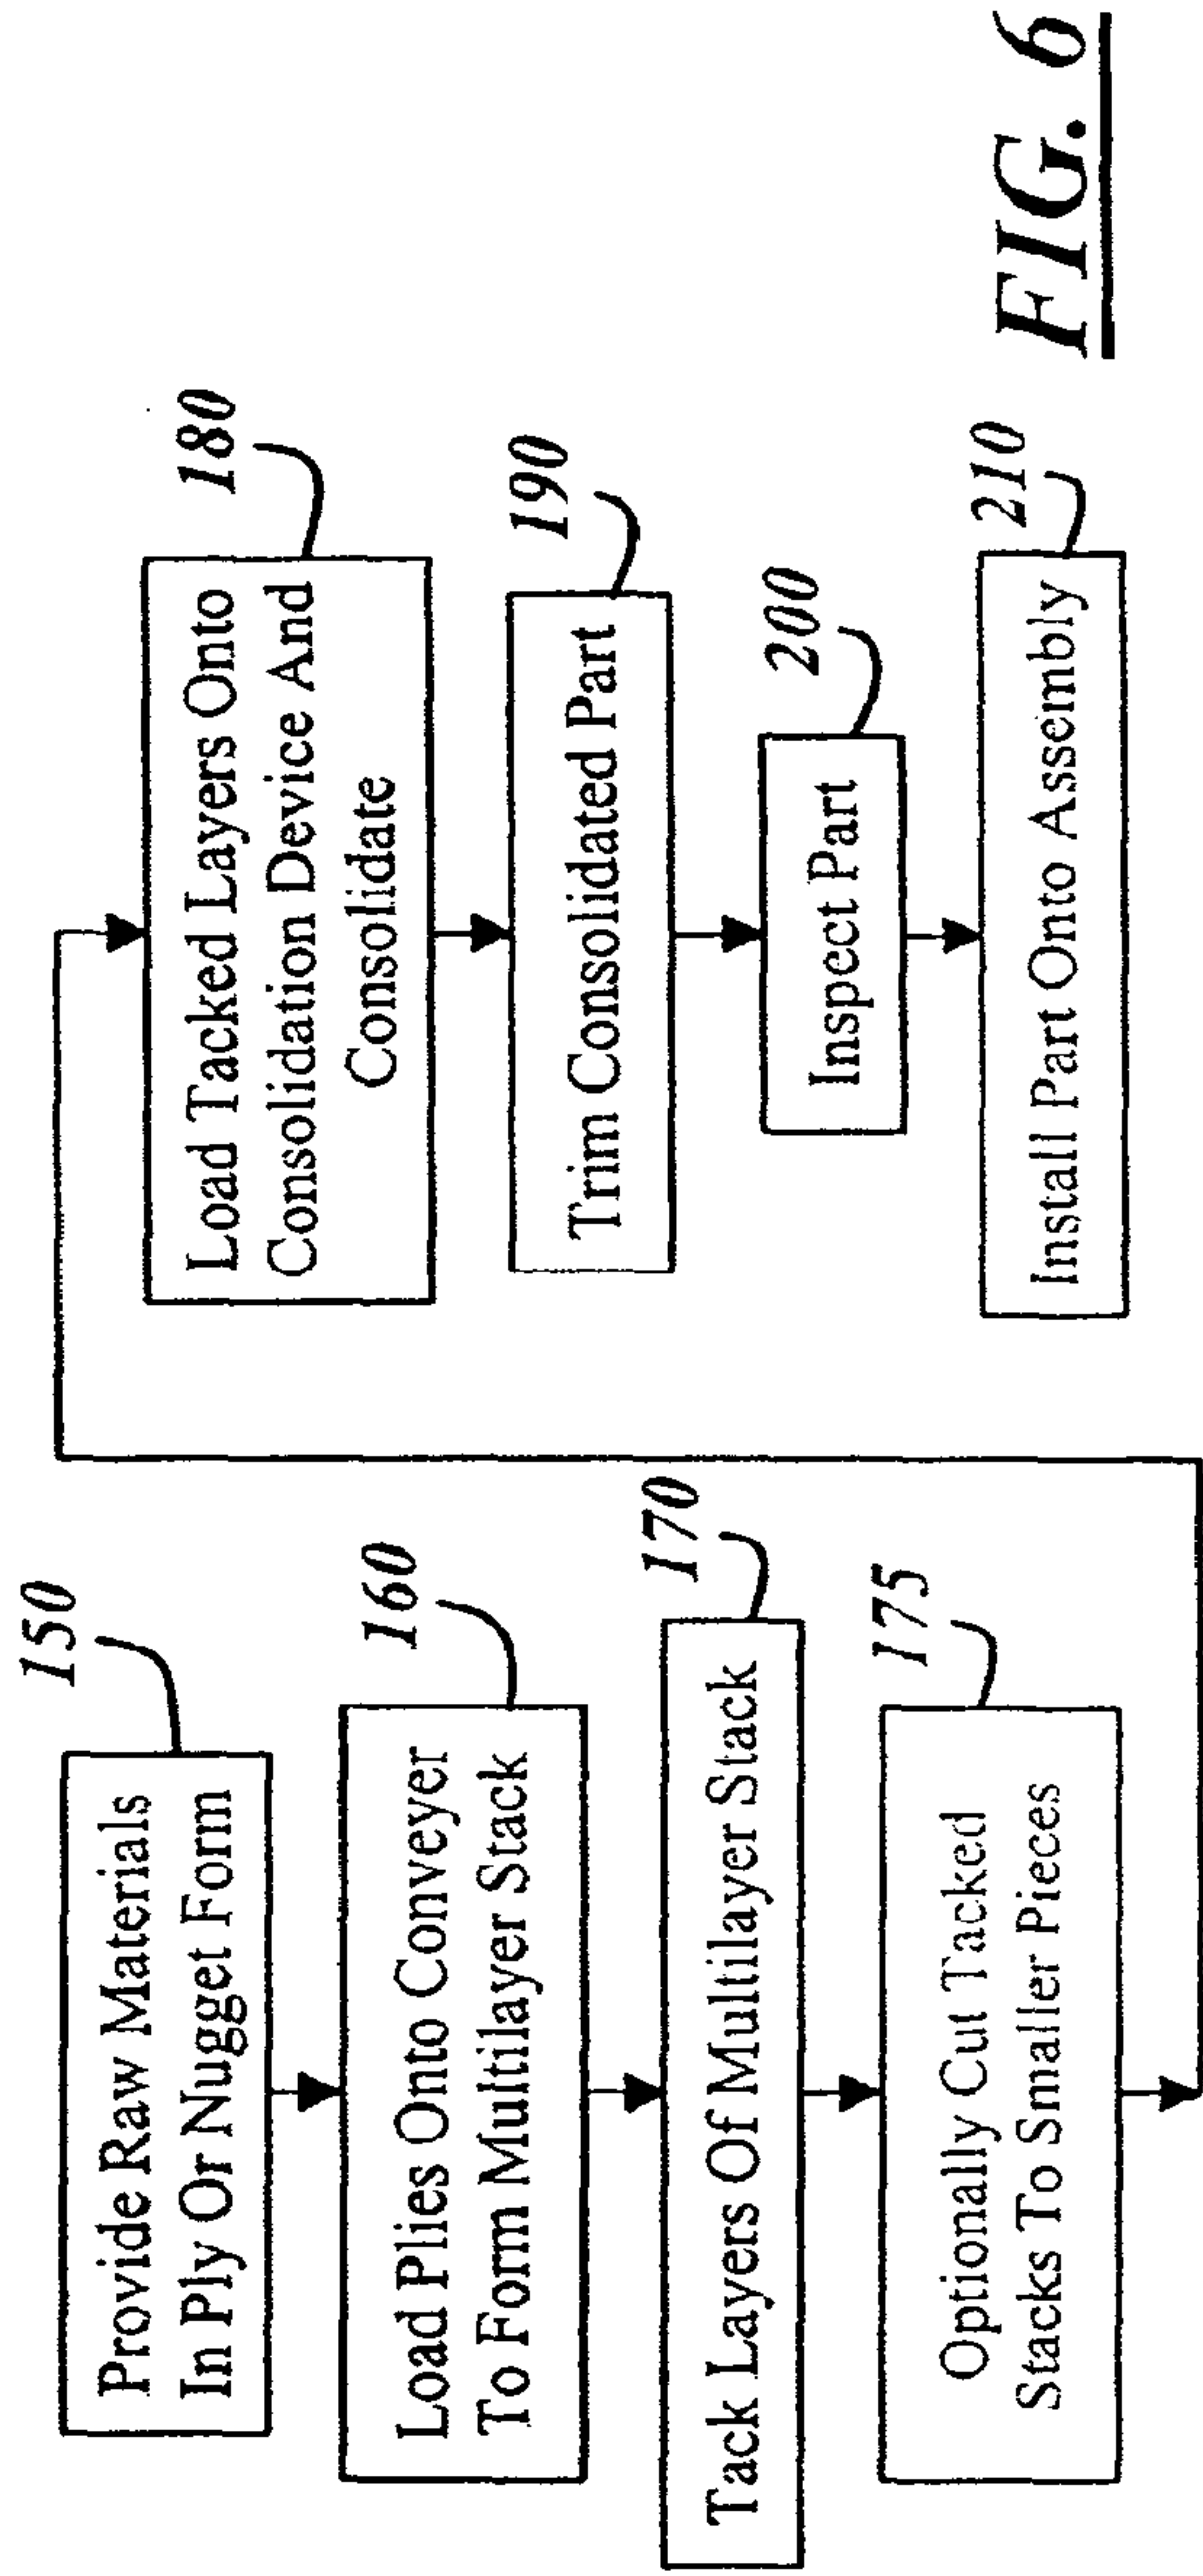 150
Provide Raw Materials
In Ply Or Nugget Form
160
Load Plies Onto Conveyer
To Form Multilayer Stack
170
Tack Layers Of Multilayer Stack
175
Optionally Cut Tacked
Stacks To Smaller Pieces
180
Load Tacked Layers Onto
Consolidation Device And
Consolidate
190
Trim Consolidated Part
200
Inspect Part
210
Install Part Onto Assembly
FIG. 6